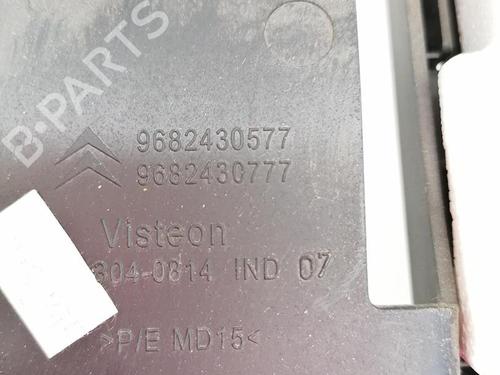 B-PARTS
9682430577
9682430777
Visteon
304-0814 IND 07
>P/E MD15<